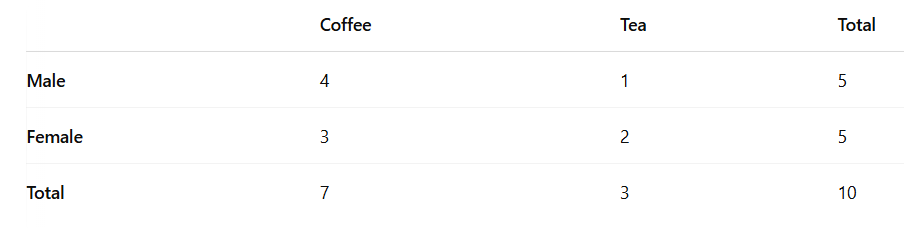 Coffee Tea Total
Male 4 1 5
Female 3 2 5
Total 7 3 10